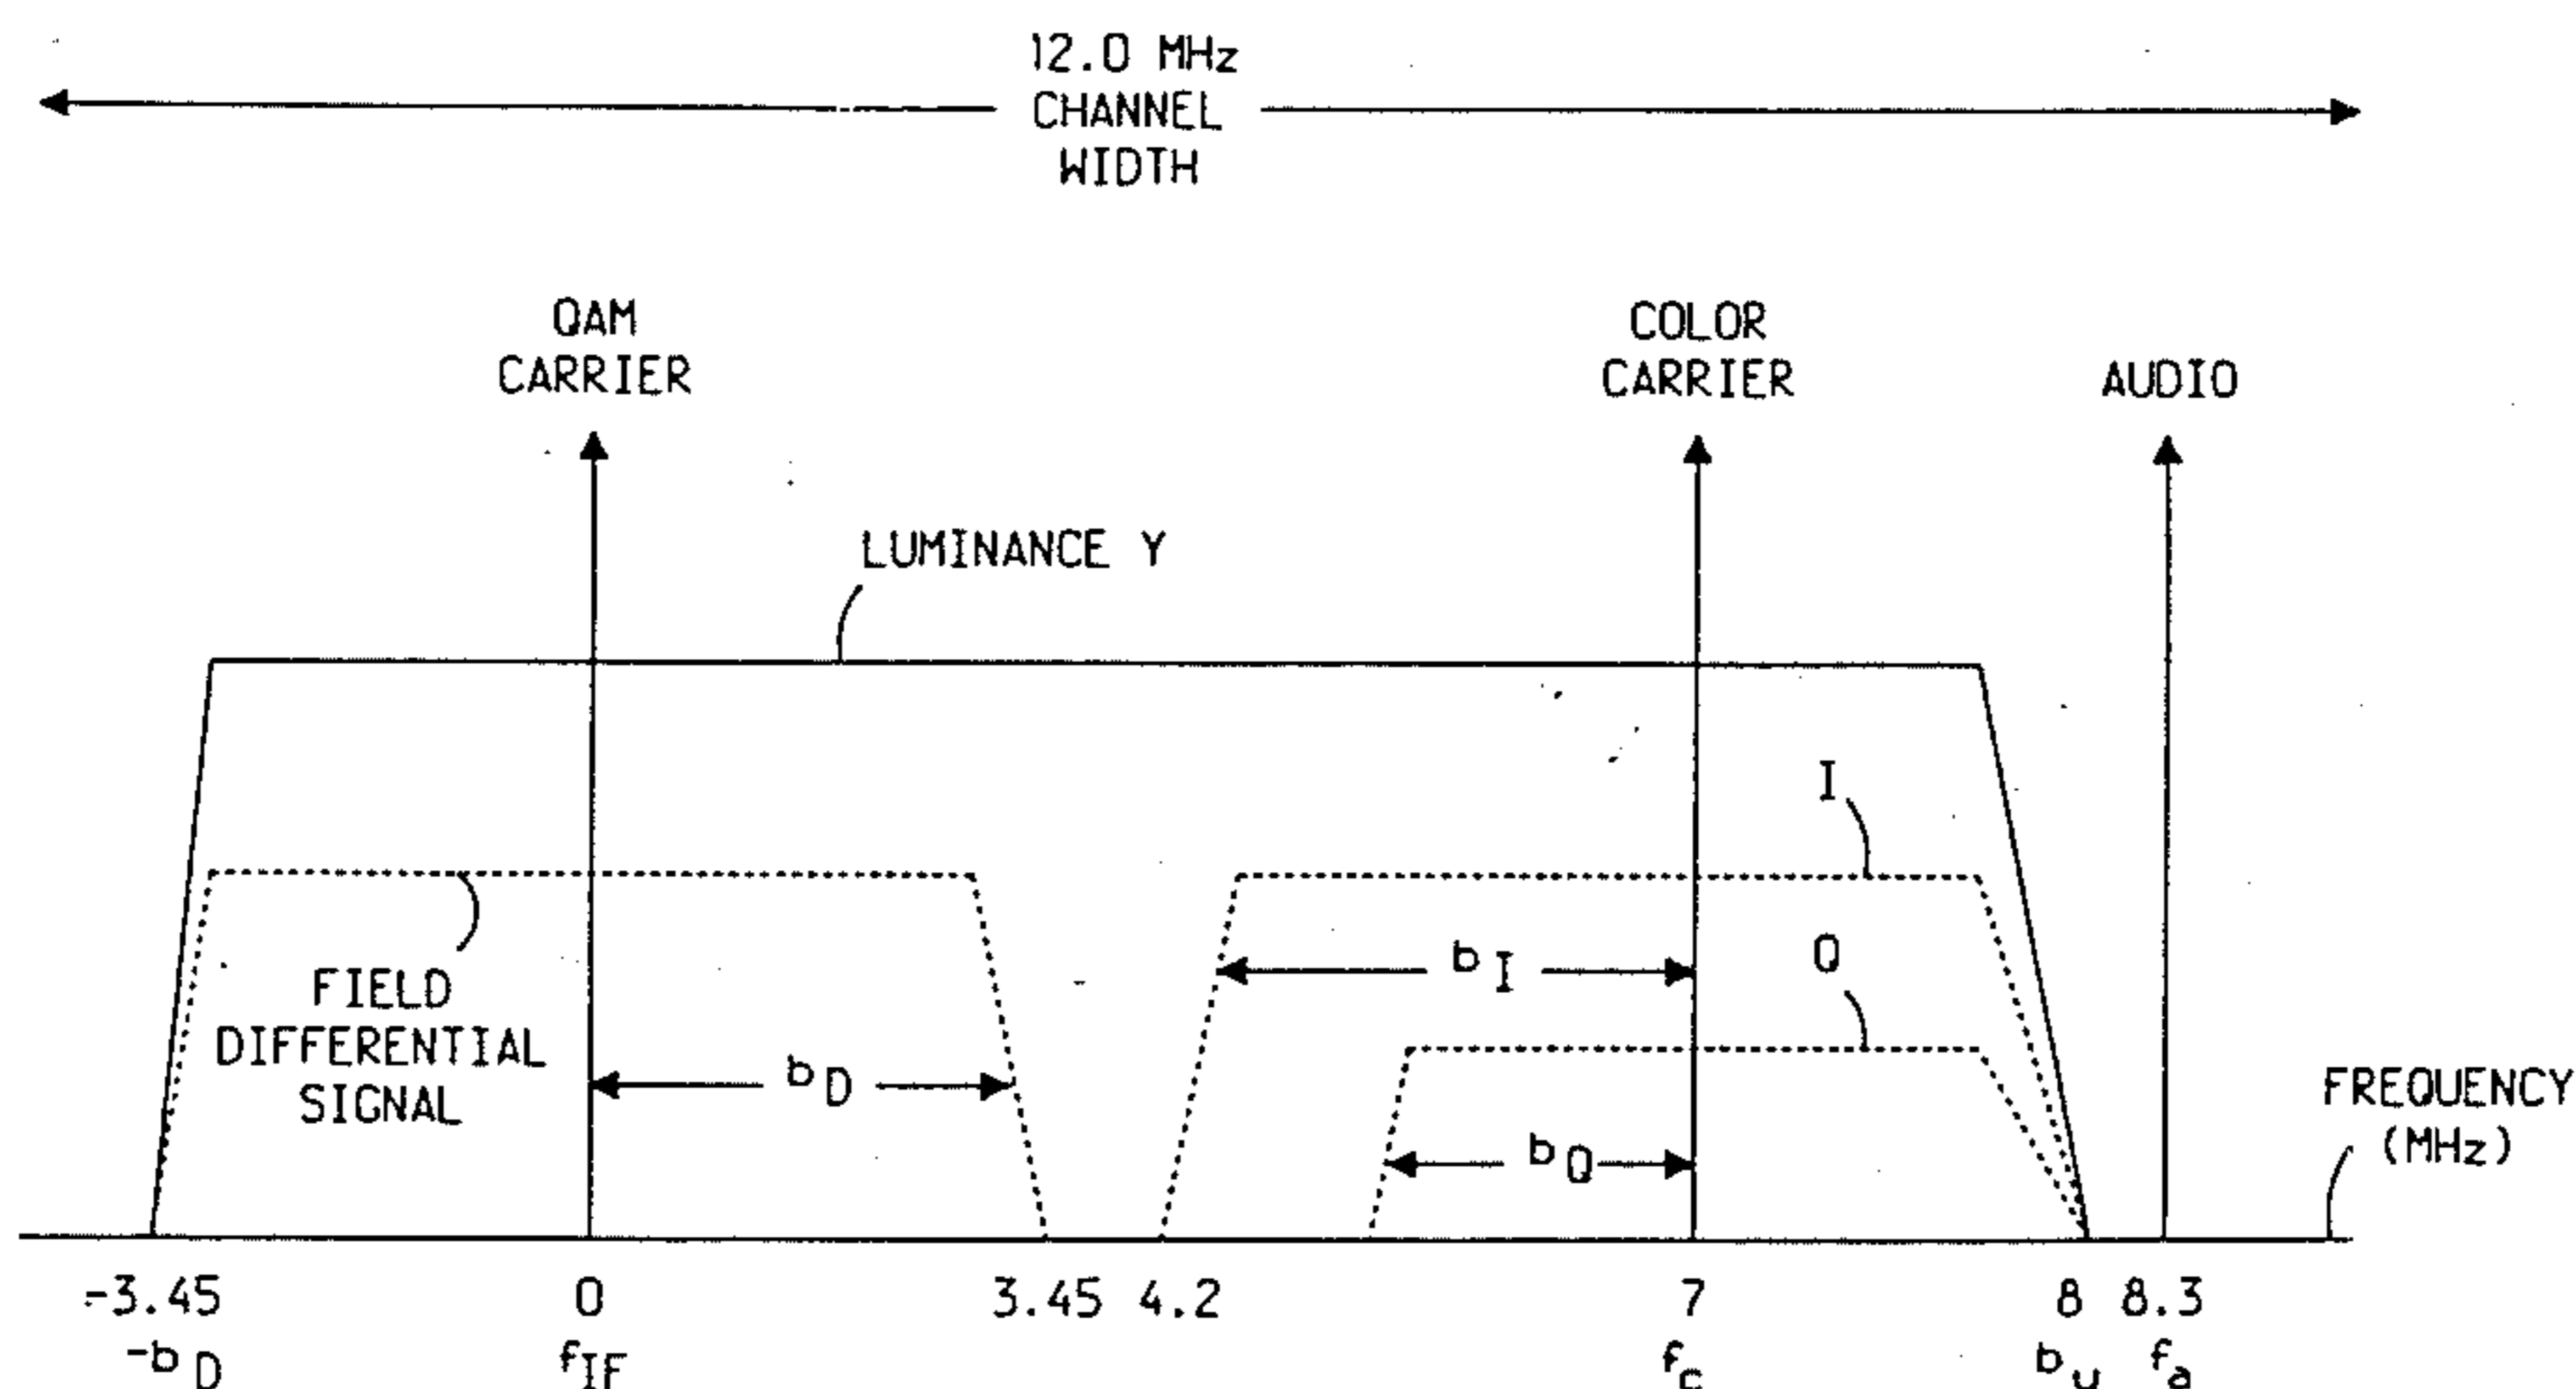 12.0 MHz
CHANNEL
WIDTH
QAM
CARRIER
COLOR
CARRIER
AUDIO
LUMINANCE Y
I
Q
FIELD
DIFFERENTIAL
SIGNAL
b D
b I
b Q
FREQUENCY
(MHz)
-3.45 0 3.45 4.2 7 8 8.3
-b D f IF f c b u f a